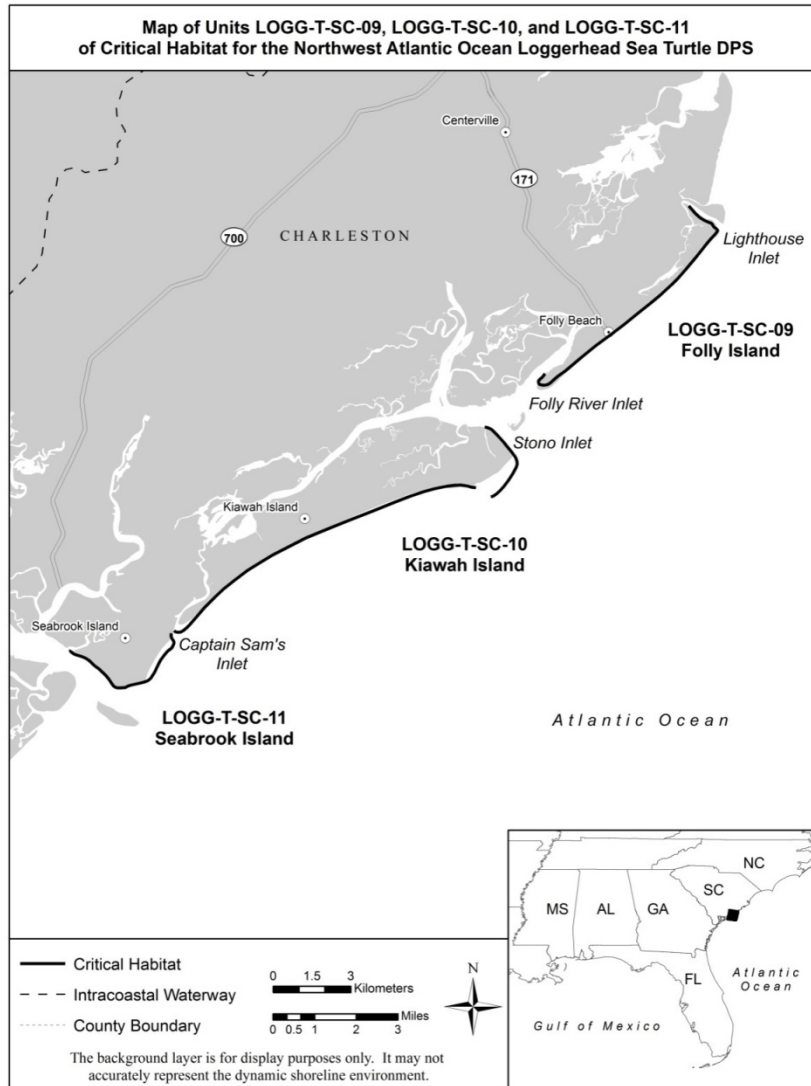 Map of Units LOGG-T-SC-09, LOGG-T-SC-10, and LOGG-T-SC-11
of Critical Habitat for the Northwest Atlantic Ocean Loggerhead Sea Turtle DPS
Centerville
171
700
CHARLESTON
Lighthouse
Inlet
Folly Beach
LOGG-T-SC-09
Folly Island
Folly River Inlet
Stono Inlet
Kiawah Island
LOGG-T-SC-10
Kiawah Island
Seabrook Island
Captain Sam's
Inlet
LOGG-T-SC-11
Seabrook Island
Atlantic Ocean
NC
SC
MS
AL
GA
FL
Atlantic
Ocean
Gulf of Mexico
Critical Habitat
Intracoastal Waterway
County Boundary
0 1.5 3
Kilometers
Miles
0 0.5 1 2 3
N
The background layer is for display purposes only. It may not
accurately represent the dynamic shoreline environment.